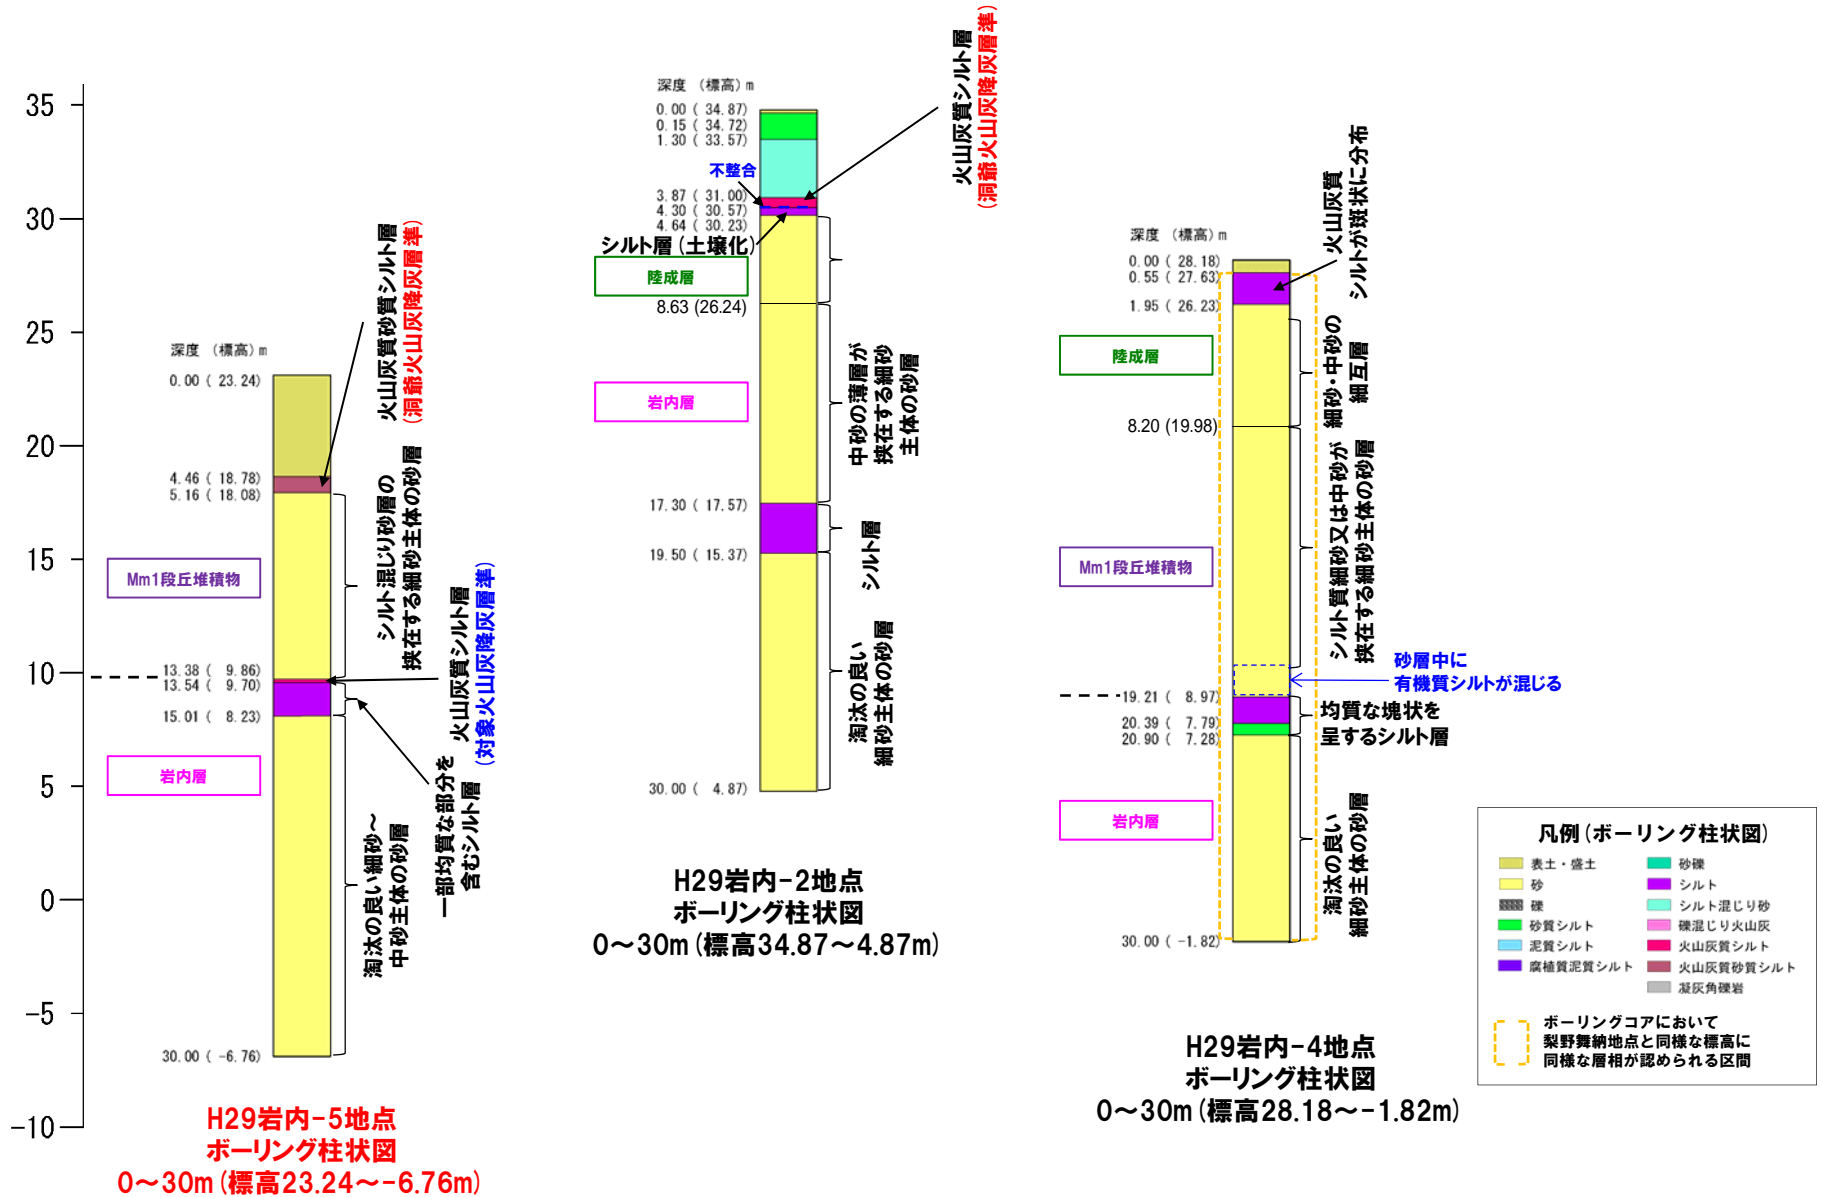 35
30
25
20
15
10
5
0
-5
-10
深度 (標高) m
0.00 ( 23.24)
4.46 ( 18.78)
5.16 ( 18.08)
13.38 ( 9.86)
13.54 ( 9.70)
15.01 ( 8.23)
30.00 ( -6.76)
Mm1段丘堆積物
岩内層
火山灰質砂質シルト層
(洞爺火山灰降灰層準)
シルト混じり砂層の
挟在する細砂主体の砂層
火山灰質シルト層
(対象火山灰降灰層準)
一部均質な部分を
含むシルト層
淘汰の良い細砂～
中砂主体の砂層
H29岩内-5地点
ボーリング柱状図
0～30m(標高23.24～-6.76m)
深度 (標高) m
0.00 ( 34.87)
0.15 ( 34.72)
1.30 ( 33.57)
不整合
3.87 ( 31.00)
4.30 ( 30.57)
4.64 ( 30.23)
シルト層(土壌化)
陸成層
8.63 (26.24)
岩内層
17.30 ( 17.57)
19.50 ( 15.37)
30.00 ( 4.87)
火山灰質シルト層
(洞爺火山灰降灰層準)
中砂の薄層が
挟在する細砂
主体の砂層
シルト層
淘汰の良い
細砂主体の砂層
H29岩内-2地点
ボーリング柱状図
0～30m(標高34.87～4.87m)
深度 (標高) m
0.00 ( 28.18)
0.55 ( 27.63)
1.95 ( 26.23)
陸成層
8.20 (19.98)
Mm1段丘堆積物
19.21 ( 8.97)
20.39 ( 7.79)
20.90 ( 7.28)
岩内層
30.00 ( -1.82)
火山灰質
シルトが斑状に分布
細砂・中砂の
細互層
シルト質細砂又は中砂が
挟在する細砂主体の砂層
砂層中に
有機質シルトが混じる
均質な塊状を
呈するシルト層
淘汰の良い
細砂主体の砂層
H29岩内-4地点
ボーリング柱状図
0～30m(標高28.18～-1.82m)
凡例(ボーリング柱状図)
表土・盛土
砂
礫
砂質シルト
泥質シルト
腐植質泥質シルト
砂礫
シルト
シルト混じり砂
礫混じり火山灰
火山灰質シルト
火山灰質砂質シルト
凝灰角礫岩
ボーリングコアにおいて
梨野舞納地点と同様な標高に
同様な層相が認められる区間